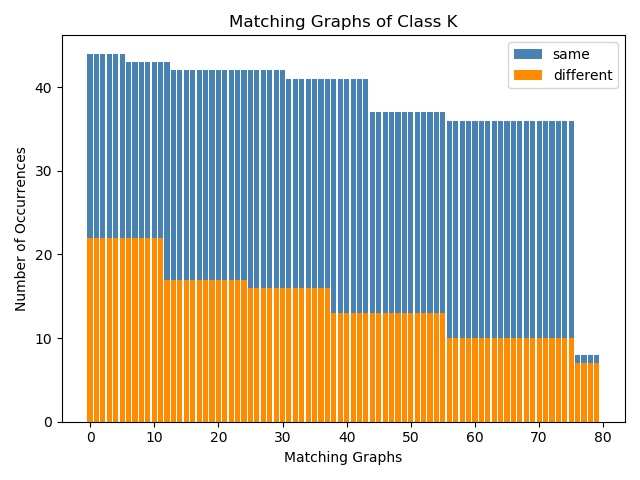 Matching Graphs of Class K
same
different
Number of Occurrences
40
30
20
10
0
0 10 20 30 40 50 60 70 80
Matching Graphs